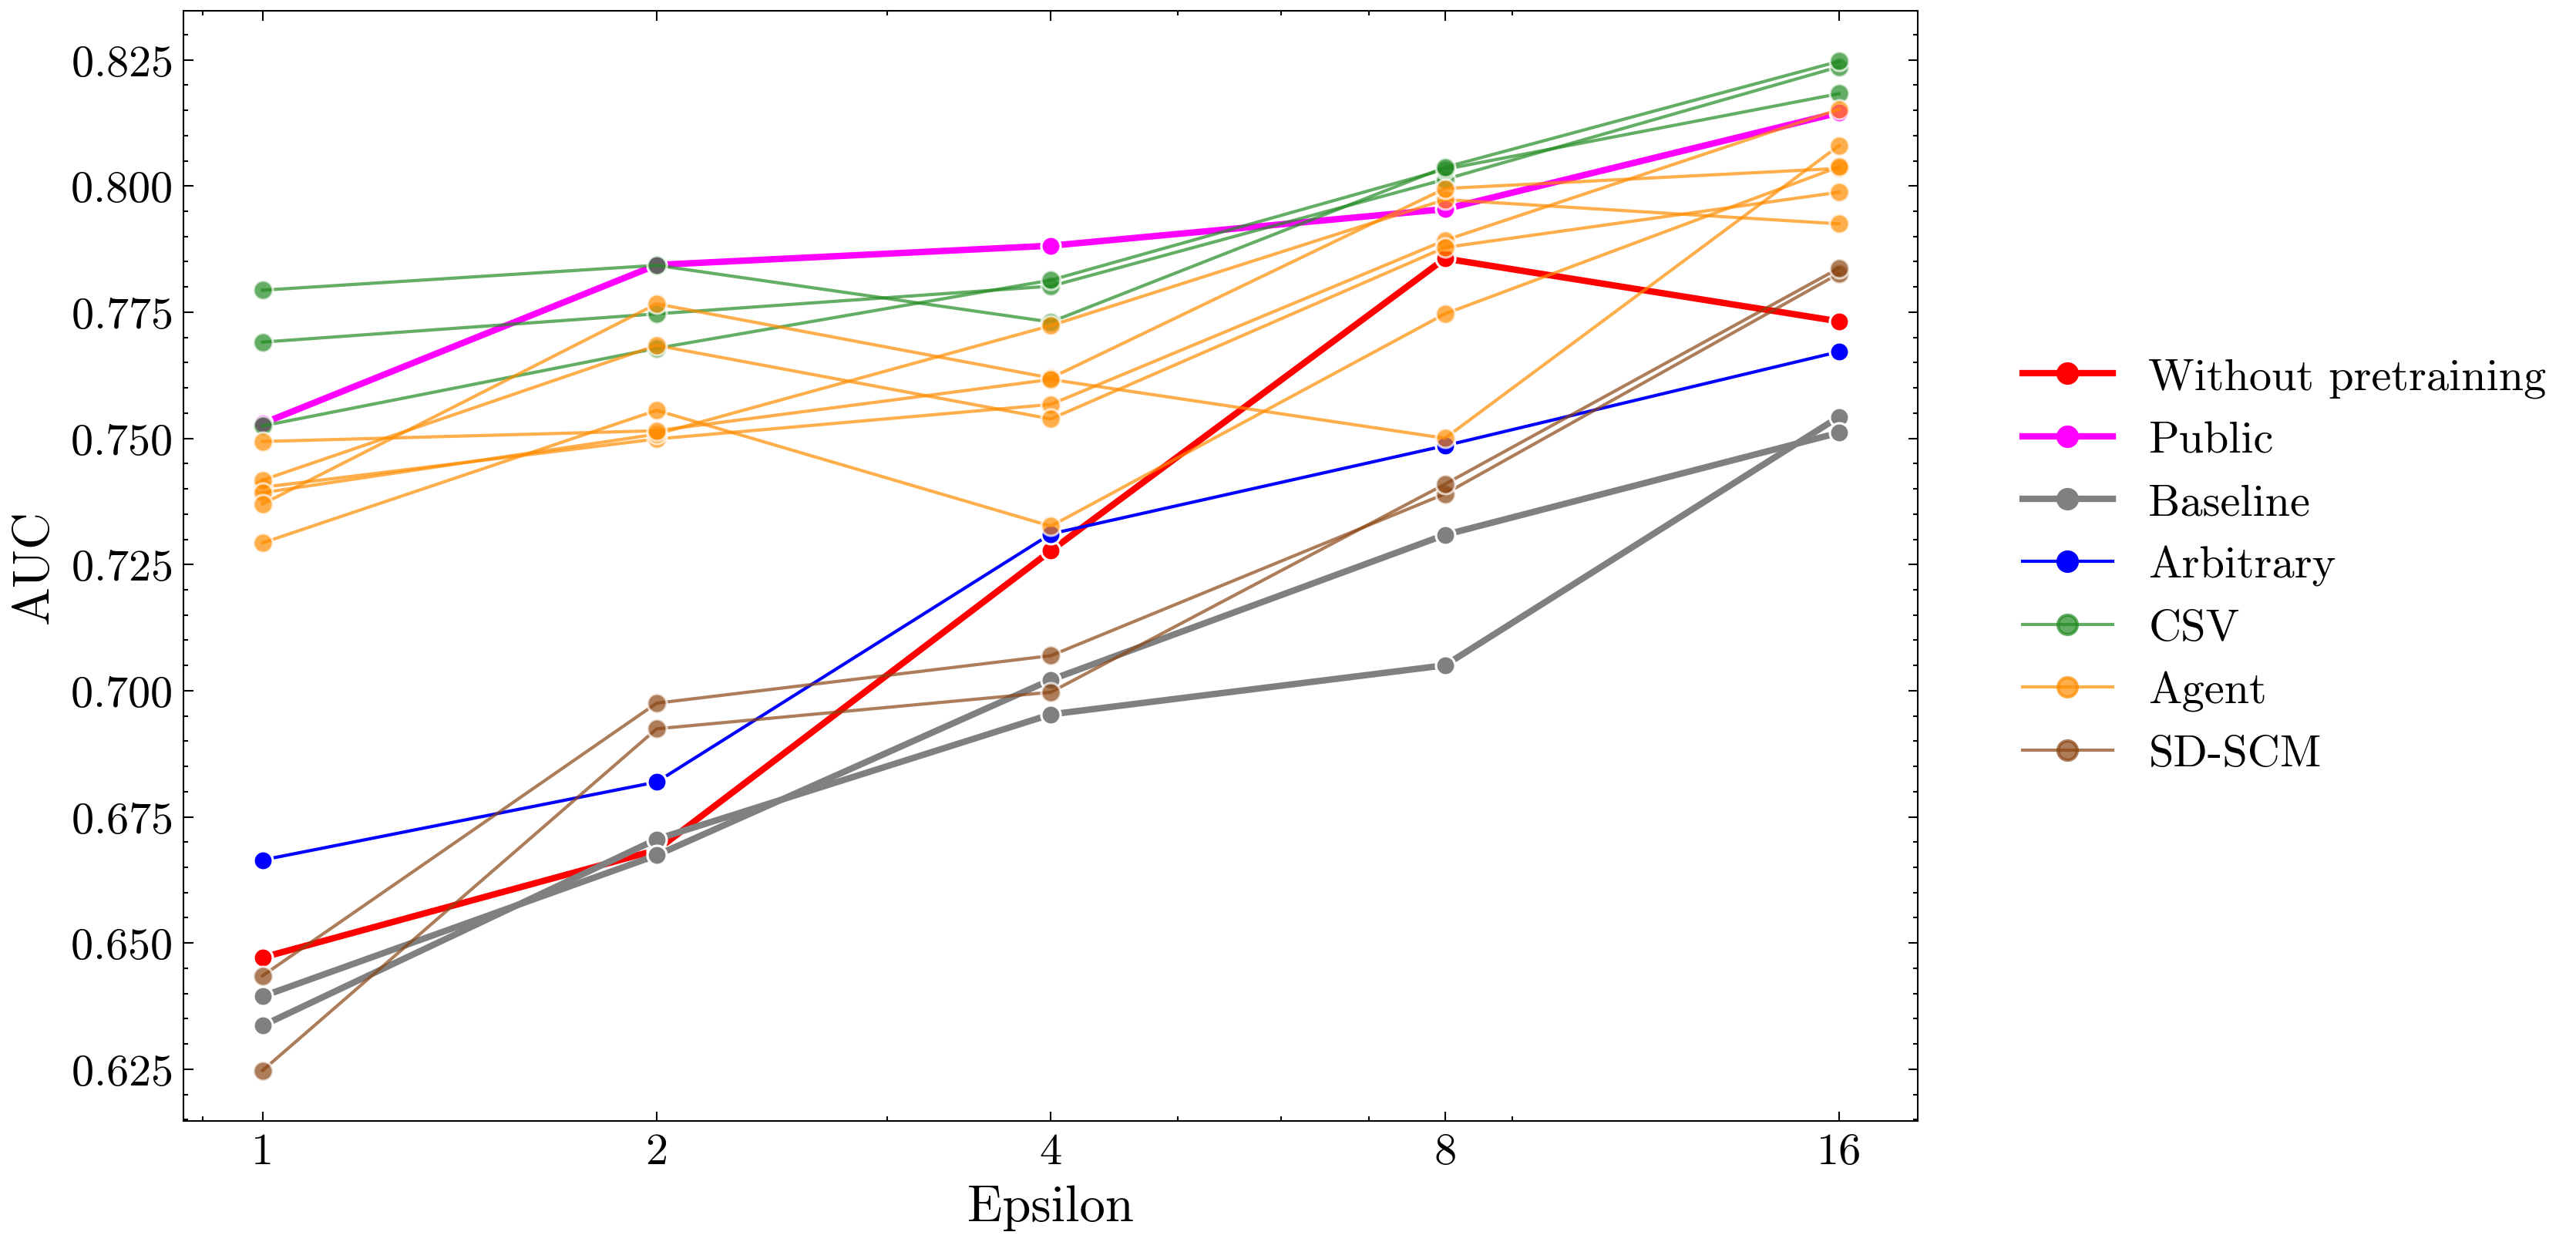 0.825
0.800
0.775
0.750
0.725
0.700
0.675
0.650
0.625
AUC
1 2 4 8 16
Epsilon
Without pretraining
Public
Baseline
Arbitrary
CSV
Agent
SD-SCM